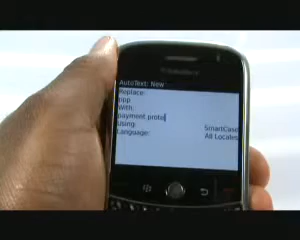 BlackBerry
AutoText: New
Replace:
ppp
With:
payment proto
Using: SmartCase
Language: All Locales